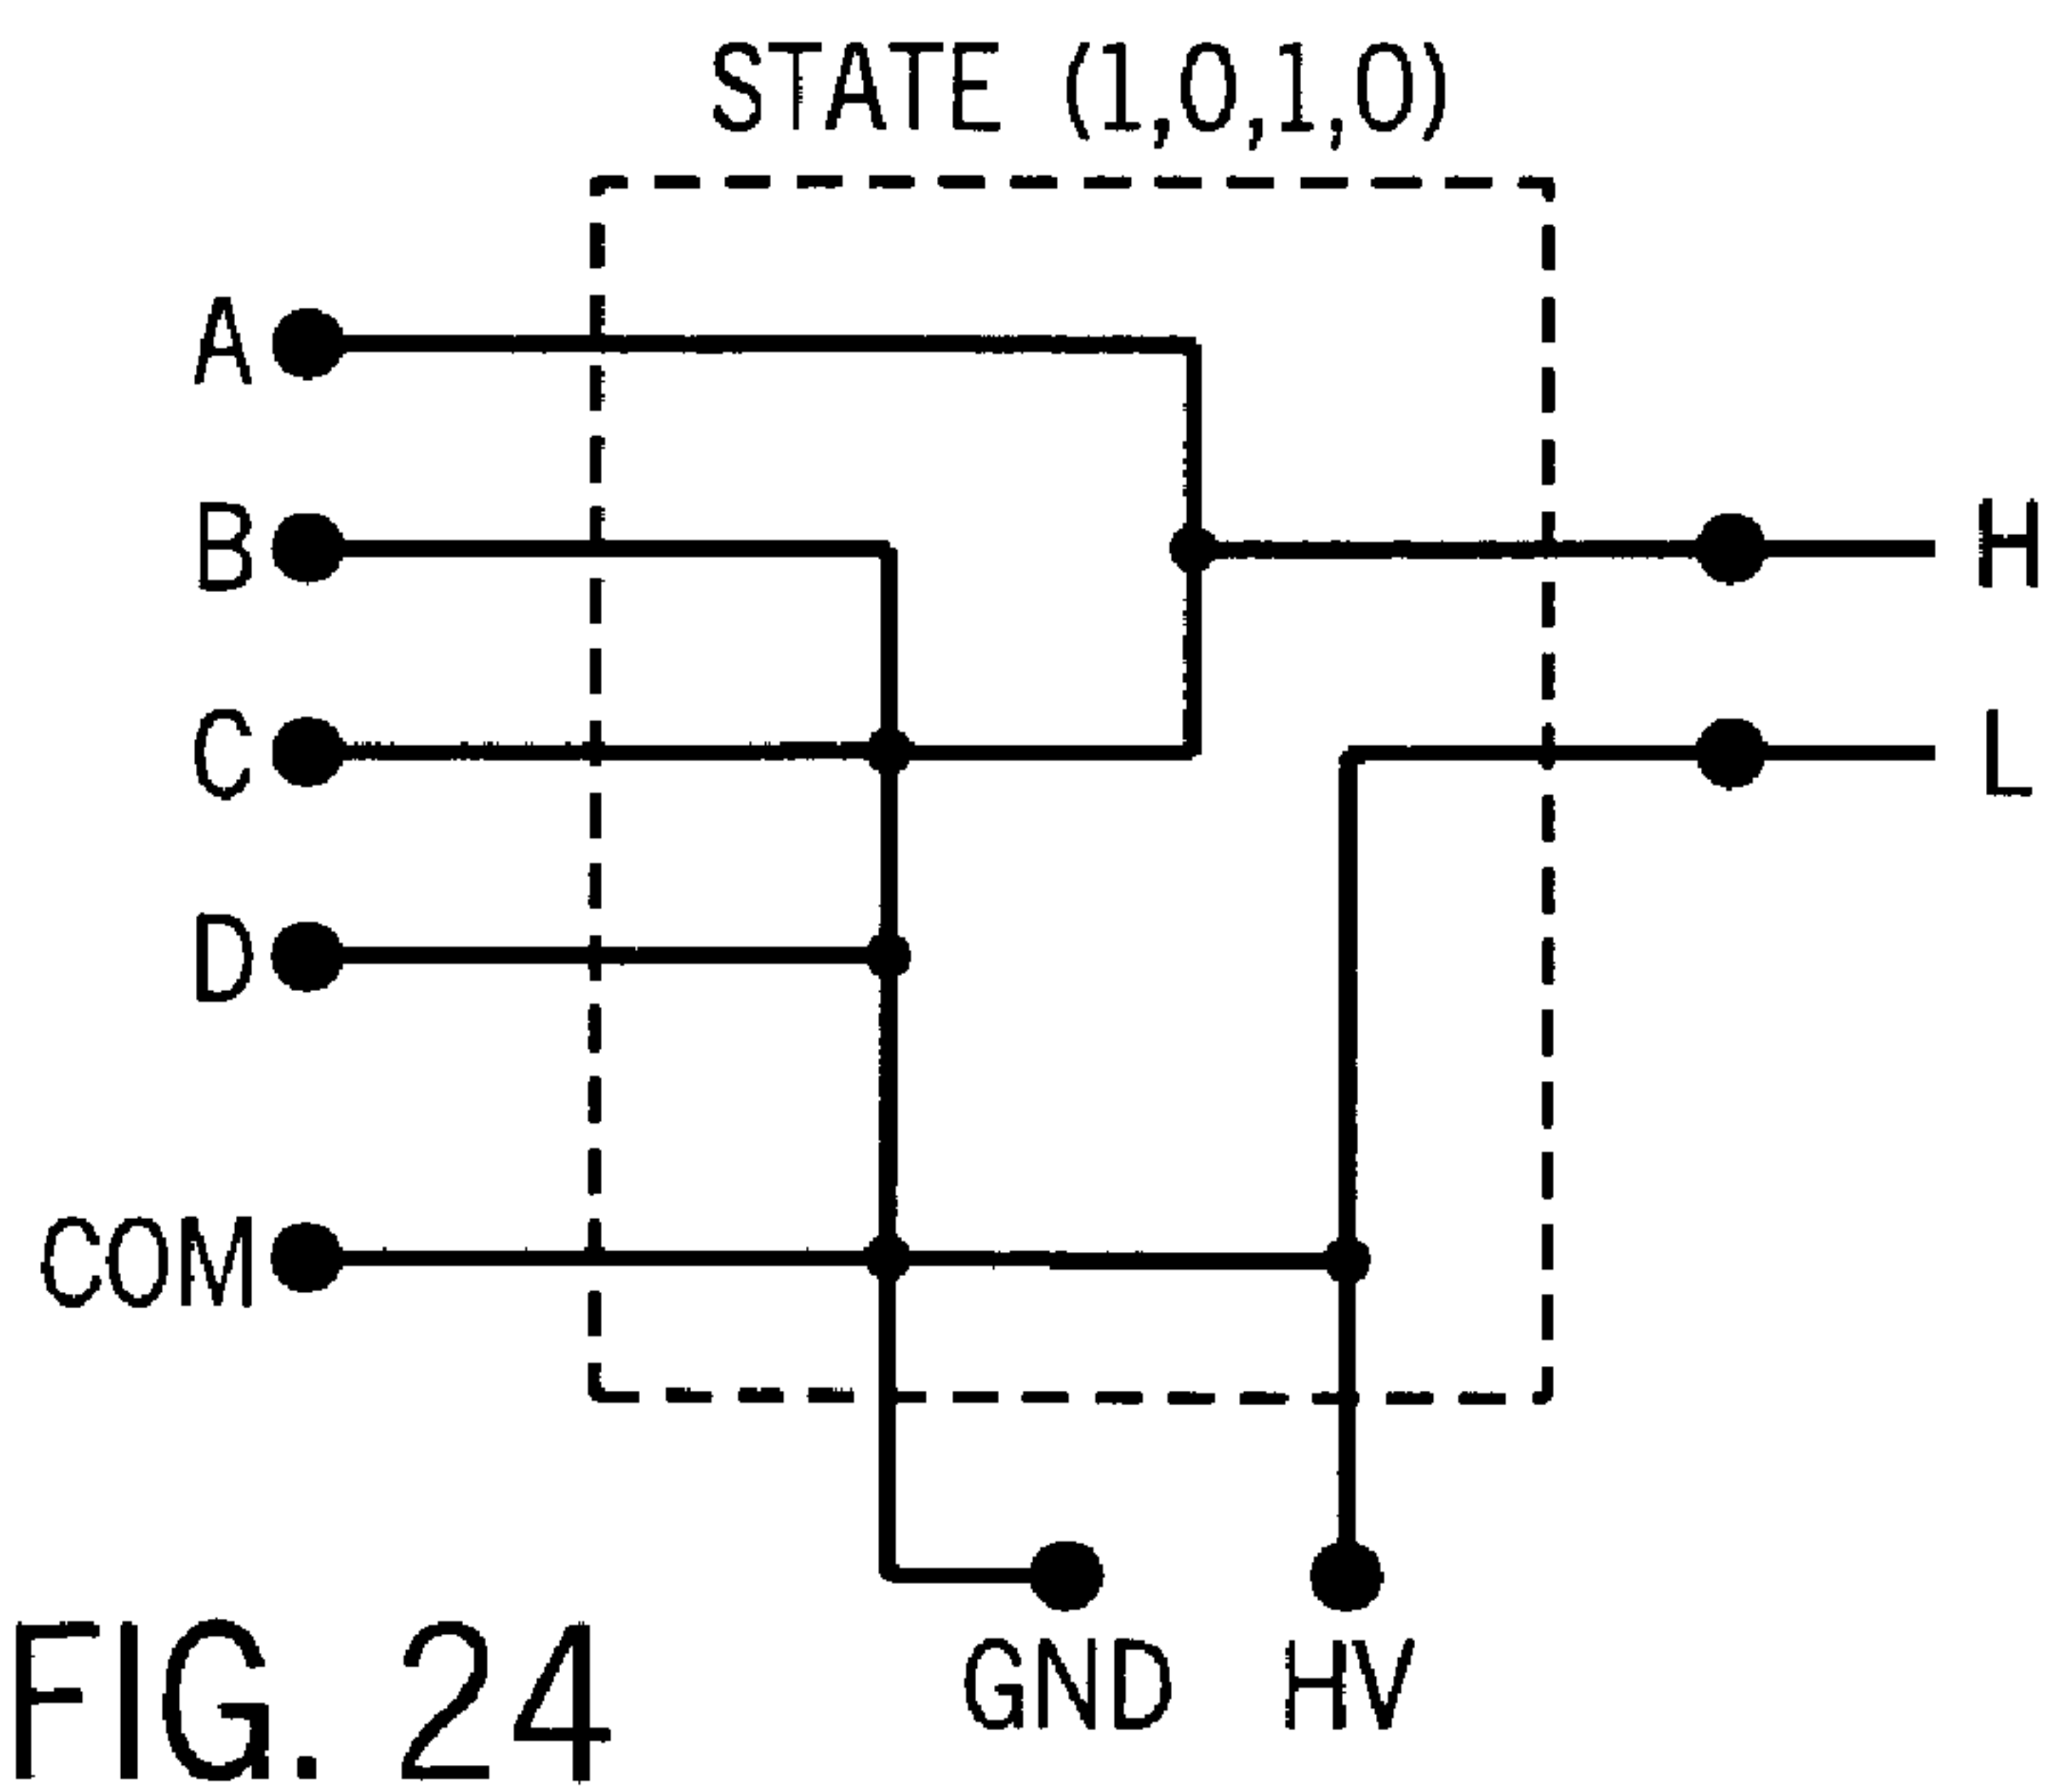 STATE (1,0,1,0)
A
B
H
C
L
D
COM
GND
HV
FIG. 24